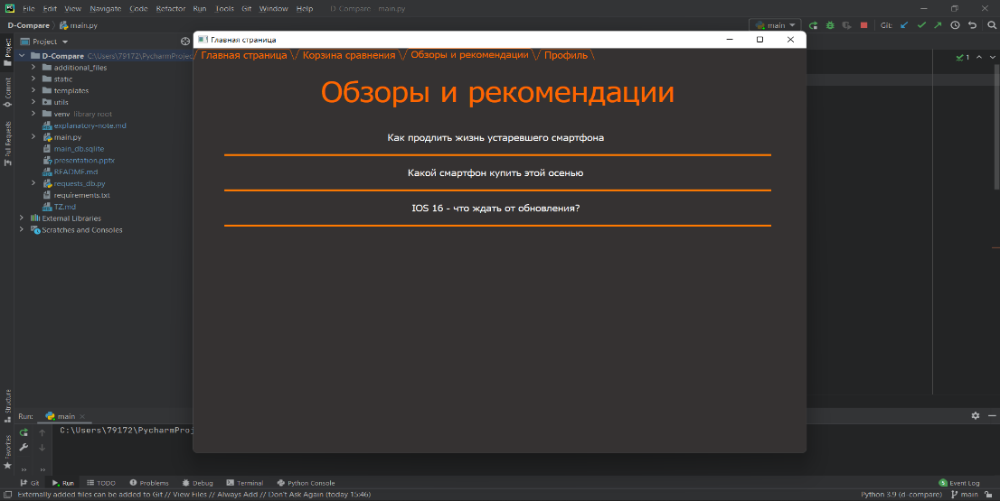 File Edit View Navigate Code Refactor Run Tools Git Window Help D-Compare - main.py
D-Compare main.py
main
Git:
Project
Главная страница
Главная страница Корзина сравнения Обзоры и рекомендации Профиль
D-Compare C:\Users\79172\PycharmProjec
additional_files
static
templates
utils
venv library root
explanatory-note.md
main.py
main_db.sqlite
presentation.pptx
README.md
requests_db.py
requirements.txt
TZ.md
External Libraries
Scratches and Consoles
Обзоры и рекомендации
Как продлить жизнь устаревшего смартфона
Какой смартфон купить этой осенью
IOS 16 - что ждать от обновления?
1
Project
Commit
Pull Requests
Structure
Favorites
Run: main
C:\Users\79172\PycharmProj
Git Run TODO Problems Debug Terminal Python Console
5 Event Log
Externally added files can be added to Git // View Files // Always Add // Don't Ask Again (today 15:46)
Python 3.9 (d-compare) main